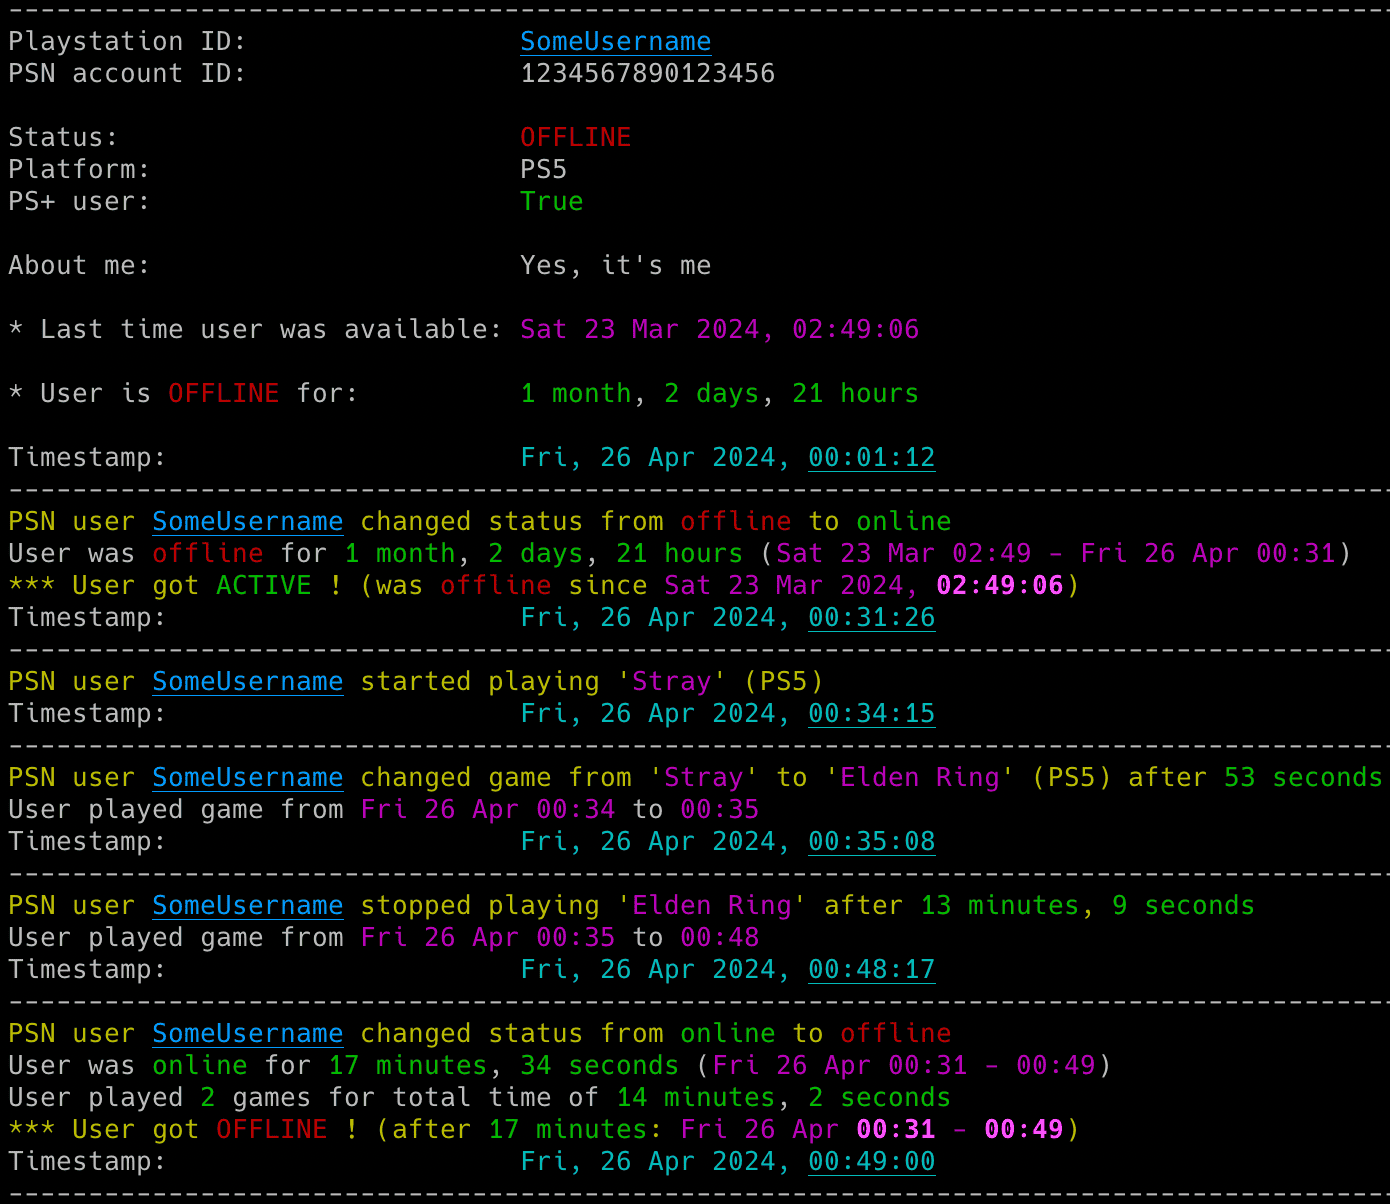 --------------------------------------------------------------------------------------
Playstation ID: SomeUsername
PSN account ID: 1234567890123456
Status: OFFLINE
Platform: PS5
PS+ user: True
About me: Yes, it's me
* Last time user was available: Sat 23 Mar 2024, 02:49:06
* User is OFFLINE for: 1 month, 2 days, 21 hours
Timestamp: Fri, 26 Apr 2024, 00:01:12
--------------------------------------------------------------------------------------
PSN user SomeUsername changed status from offline to online
User was offline for 1 month, 2 days, 21 hours (Sat 23 Mar 02:49 - Fri 26 Apr 00:31)
*** User got ACTIVE ! (was offline since Sat 23 Mar 2024, 02:49:06)
Timestamp: Fri, 26 Apr 2024, 00:31:26
--------------------------------------------------------------------------------------
PSN user SomeUsername started playing 'Stray' (PS5)
Timestamp: Fri, 26 Apr 2024, 00:34:15
--------------------------------------------------------------------------------------
PSN user SomeUsername changed game from 'Stray' to 'Elden Ring' (PS5) after 53 seconds
User played game from Fri 26 Apr 00:34 to 00:35
Timestamp: Fri, 26 Apr 2024, 00:35:08
--------------------------------------------------------------------------------------
PSN user SomeUsername stopped playing 'Elden Ring' after 13 minutes, 9 seconds
User played game from Fri 26 Apr 00:35 to 00:48
Timestamp: Fri, 26 Apr 2024, 00:48:17
--------------------------------------------------------------------------------------
PSN user SomeUsername changed status from online to offline
User was online for 17 minutes, 34 seconds (Fri 26 Apr 00:31 - 00:49)
User played 2 games for total time of 14 minutes, 2 seconds
*** User got OFFLINE ! (after 17 minutes: Fri 26 Apr 00:31 - 00:49)
Timestamp: Fri, 26 Apr 2024, 00:49:00
--------------------------------------------------------------------------------------